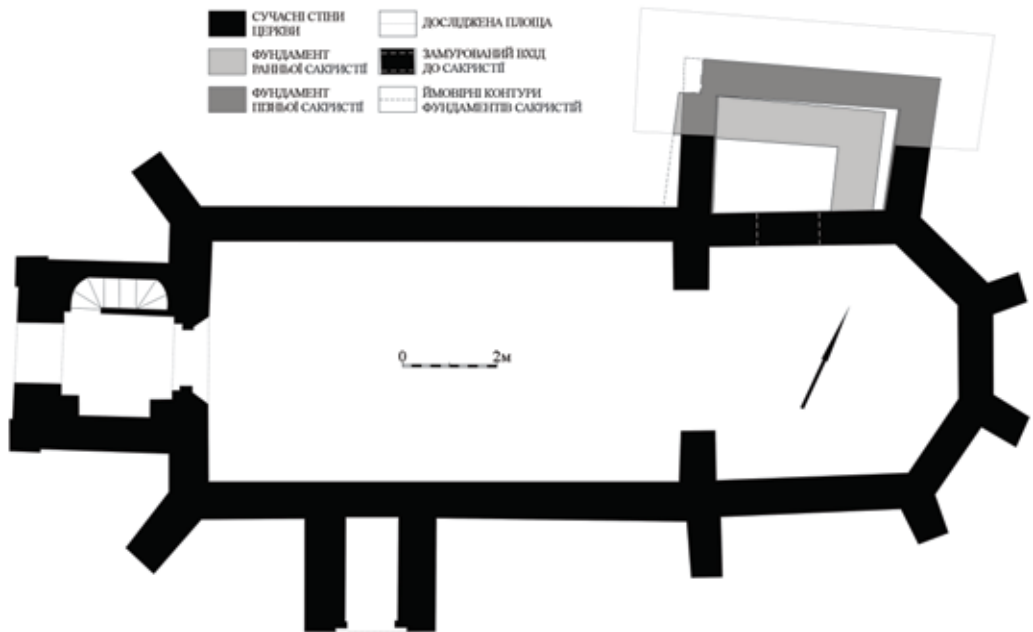 СУЧАСНІ СТІНИ
ЦЕРКВИ
ФУНДАМЕНТ
РАННЬОЇ САКРИСТІЇ
ФУНДАМЕНТ
ПІЗНЬОЇ САКРИСТІЇ
ДОСЛІДЖЕНА ПЛОЩА
ЗАМУРОВАНИЙ ВХІД
ДО САКРИСТІЇ
ЙМОВІРНІ КОНТУРИ
ФУНДАМЕНТІВ САКРИСТІЙ
0 2м